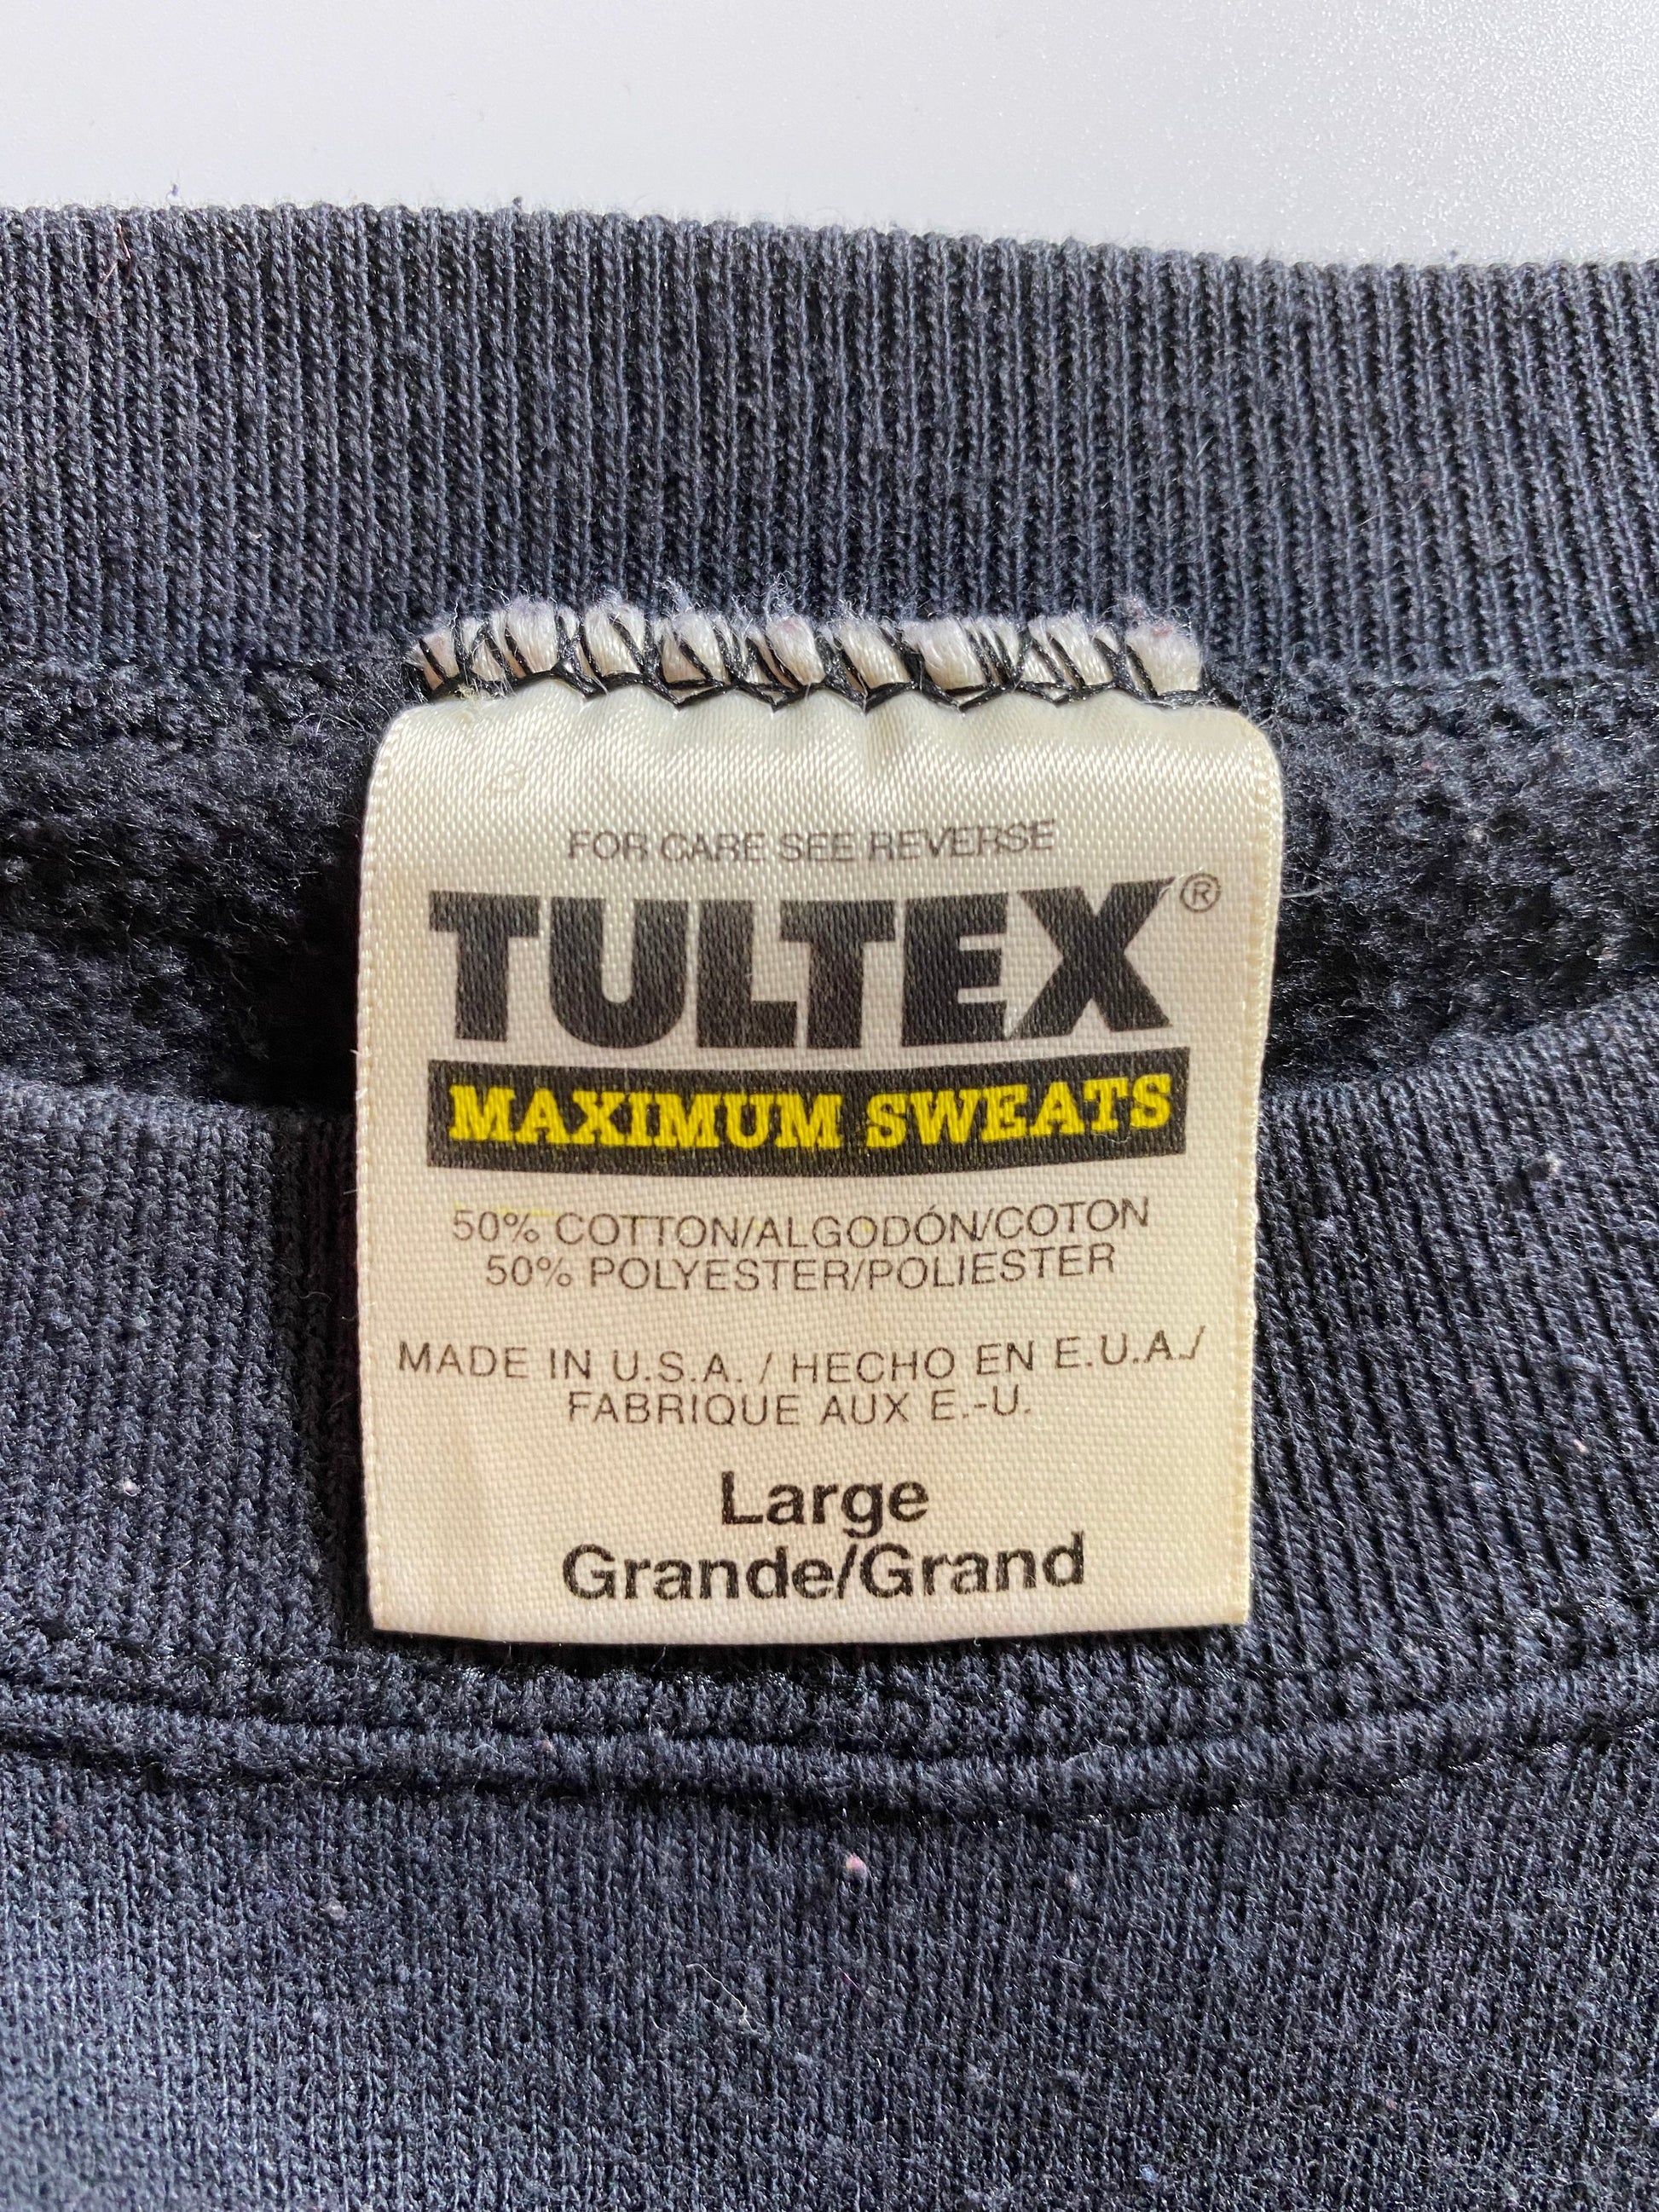 FOR CARE SEE REVERSE
TULTEX®
MAXIMUM SWEATS
50% COTTON/ALGODÓN/COTON
50% POLYESTER/POLIESTER
MADE IN U.S.A. / HECHO EN E.U.A./
FABRIQUE AUX E.-U.
Large
Grande/Grand